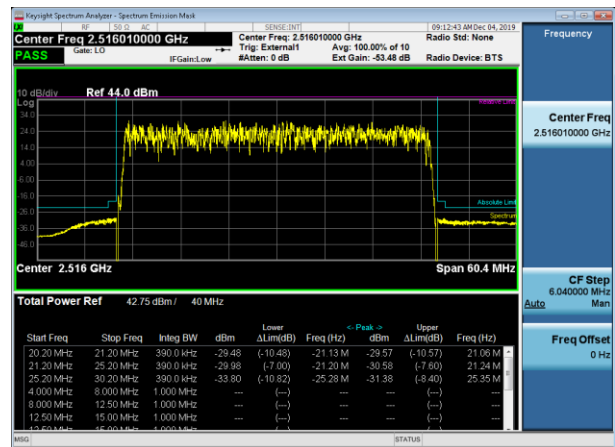 Keysight Spectrum Analyzer - Spectrum Emission Mask
RF 50 Ω AC SENSE:INT 09:12:43 AM Dec 04, 2019
Center Freq 2.516010000 GHz
Center Freq: 2.516010000 GHz
Radio Std: None
PASS
Gate: LO
IFGain:Low
Trig: External1
Avg: 100.00% of 10
#Atten: 0 dB
Ext Gain: -53.48 dB
Radio Device: BTS
10 dB/div Ref 44.0 dBm
Log
34.0
24.0
14.0
4.00
-6.00
-16.0
-26.0
-36.0
-46.0
Relative Limit
Absolute Limit
Spectrum
Center 2.516 GHz Span 60.4 MHz
Total Power Ref 42.75 dBm / 40 MHz
Lower <- Peak -> Upper
Start Freq Stop Freq Integ BW dBm ΔLim(dB) Freq (Hz) dBm ΔLim(dB) Freq (Hz)
20.20 MHz 21.20 MHz 390.0 kHz -29.48 (-10.48) -21.13 M -29.57 (-10.57) 21.06 M
21.20 MHz 25.20 MHz 390.0 kHz -29.98 (-7.00) -21.20 M -30.58 (-7.60) 21.24 M
25.20 MHz 30.20 MHz 390.0 kHz -33.80 (-10.82) -25.28 M -31.38 (-8.40) 25.35 M
4.000 MHz 8.000 MHz 1.000 MHz --- (---) --- --- (---) ---
8.000 MHz 12.50 MHz 1.000 MHz --- (---) --- --- (---) ---
12.50 MHz 15.00 MHz 1.000 MHz --- (---) --- --- (---) ---
MSG STATUS
Frequency
Center Freq
2.516010000 GHz
CF Step
6.040000 MHz
Auto Man
Freq Offset
0 Hz